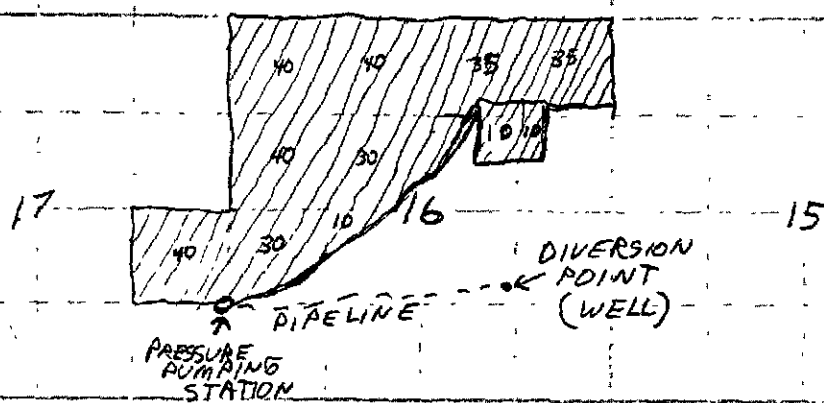 40 40 35 35
10 10
40 30
17 16 15
40 30 10
DIVERSION
POINT
(WELL)
PIPELINE
PRESSURE
PUMPING
STATION